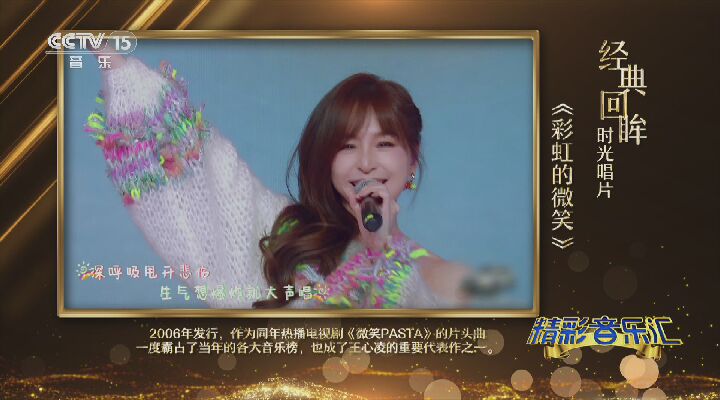 CCTV 15
音乐
经典回眸
时光唱片
《彩虹的微笑》
深呼吸甩开悲伤
生气想爆炸就大声唱
精彩音乐汇
2006年发行，作为同年热播电视剧《微笑PASTA》的片头曲
一度霸占了当年的各大音乐榜，也成了王心凌的重要代表作之一。